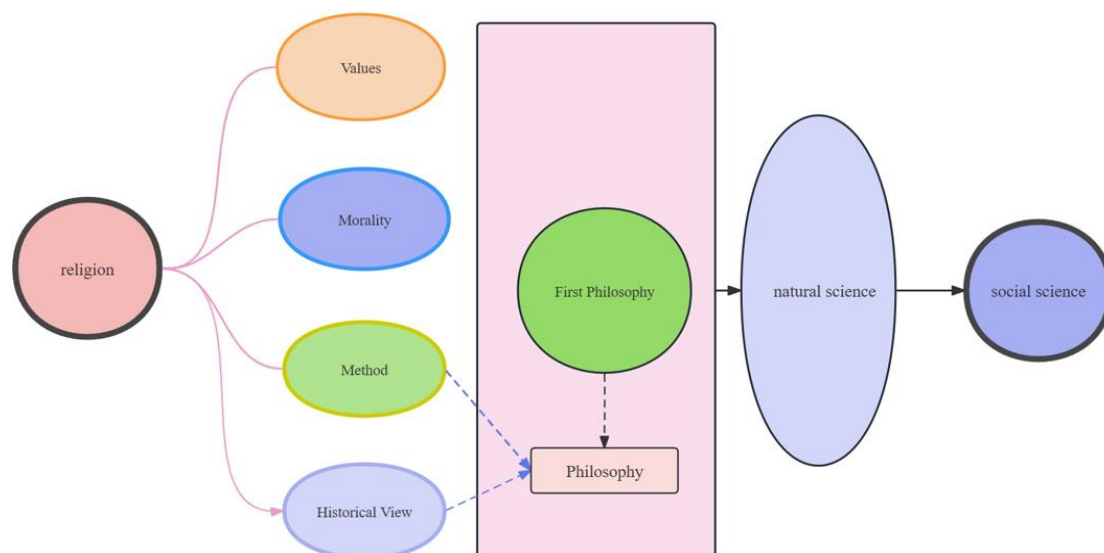 Values
Morality
religion
First Philosophy
natural science
social science
Method
Philosophy
Historical View